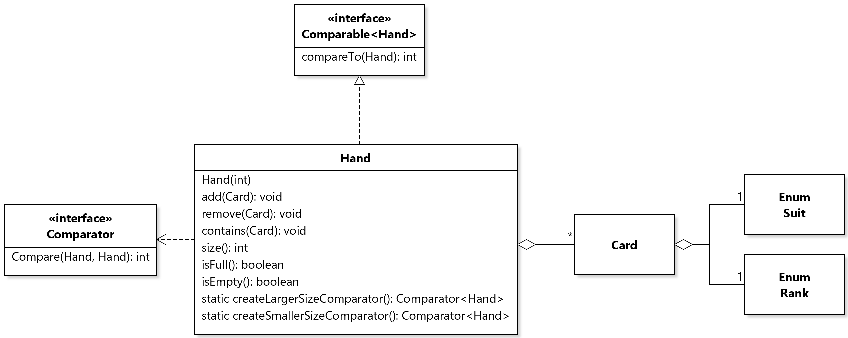 «interface»
Comparable<Hand>
compareTo(Hand): int
Hand
Hand(int)
add(Card): void
remove(Card): void
contains(Card): void
size(): int
isFull(): boolean
isEmpty(): boolean
static createLargerSizeComparator(): Comparator<Hand>
static createSmallerSizeComparator(): Comparator<Hand>
«interface»
Comparator
Compare(Hand, Hand): int
*
Card
1
Enum
Suit
1
Enum
Rank